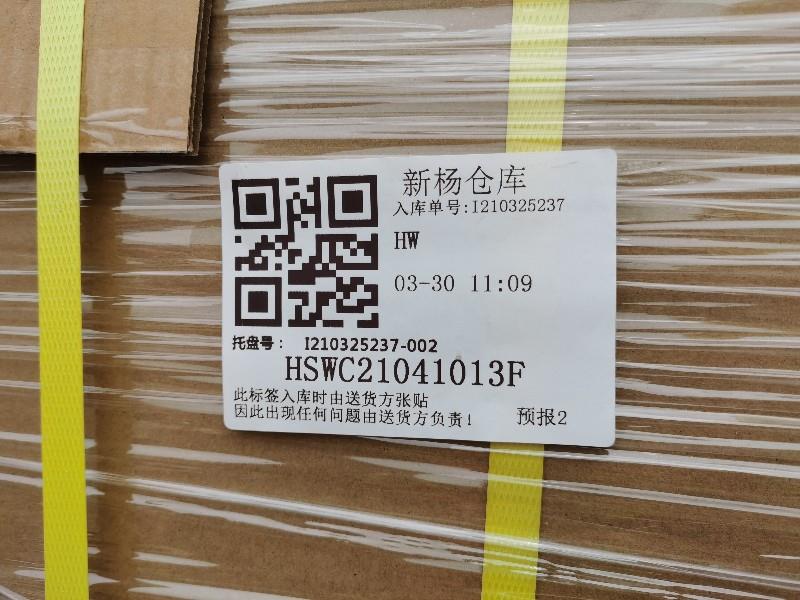 新杨仓库
入库单号:I210325237
HW
03-30 11:09
托盘号: I210325237-002
HSWC21041013F
此标签入库时由送货方张贴
因此出现任何问题由送货方负责!
预报2